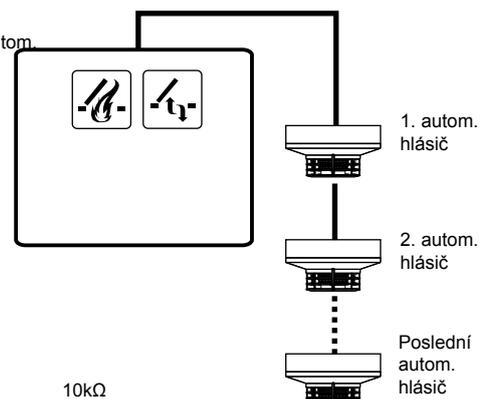 tom.
1. autom.
hlásič
2. autom.
hlásič
Poslední
autom.
hlásič
10kΩ